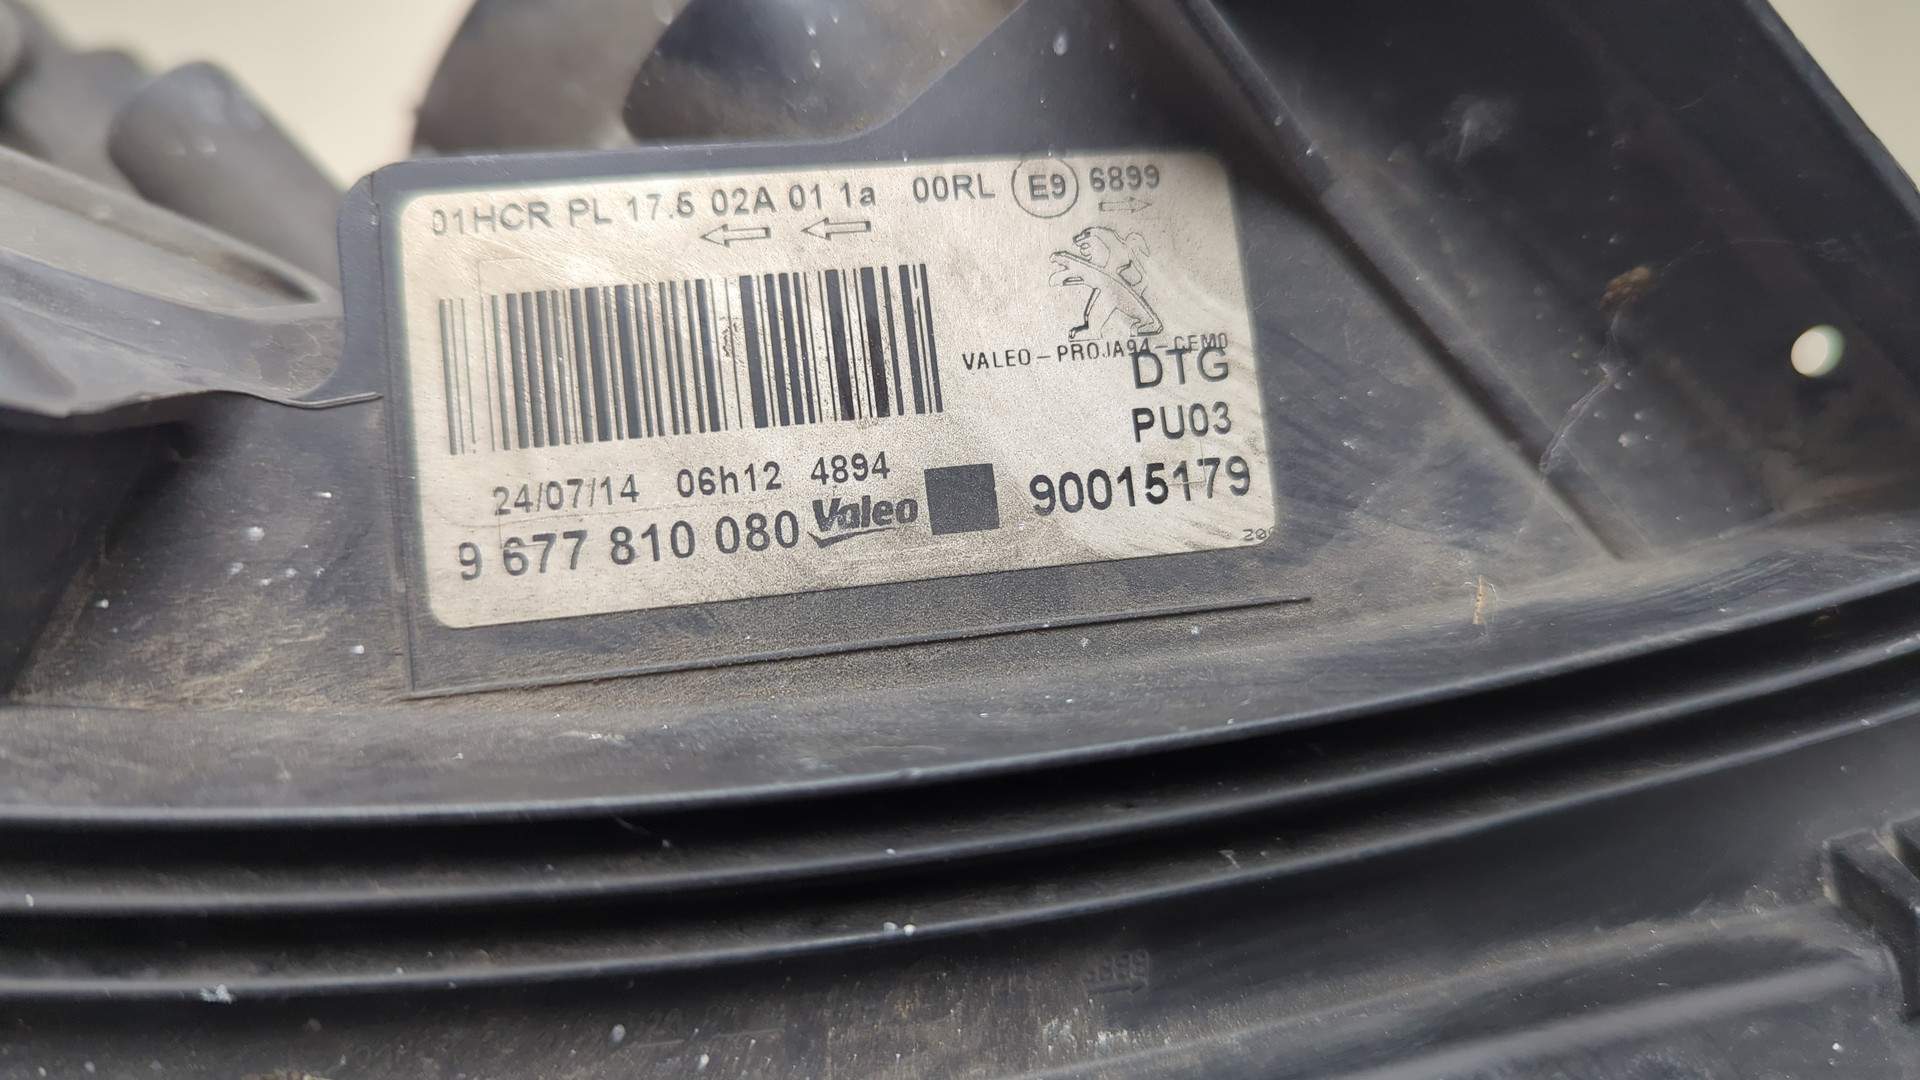 01HCR PL 17.5 02A 01 1a 00RL E9 6899
VALEO-PROJA94-CEMO
DTG
PU03
24/07/14 06h12 4894
9 677 810 080 Valeo 90015179